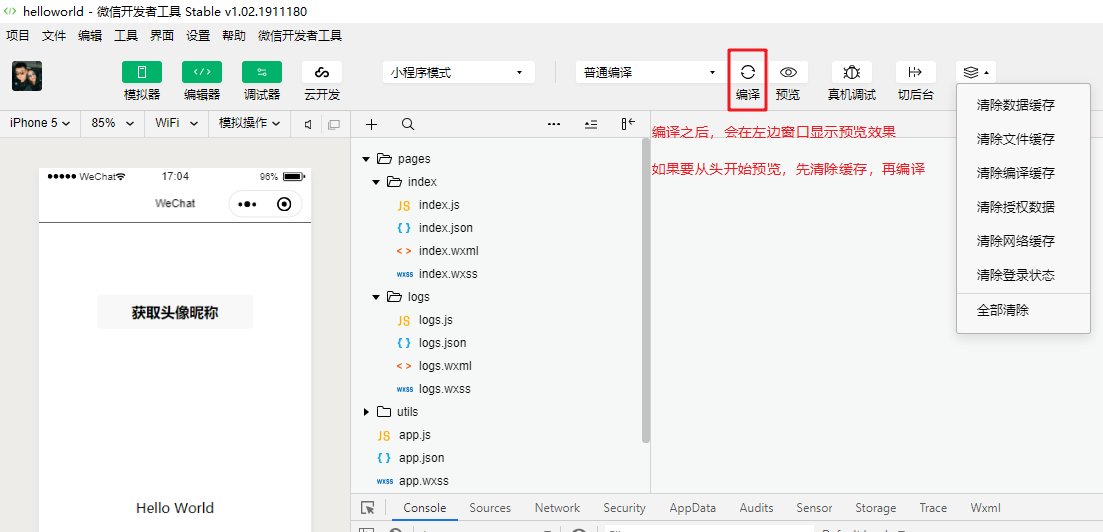 helloworld - 微信开发者工具 Stable v1.02.1911180
项目 文件 编辑 工具 界面 设置 帮助 微信开发者工具
小程序模式 普通编译
模拟器 编辑器 调试器 云开发 编译 预览 真机调试 切后台
iPhone 5 85% WiFi 模拟操作
清除数据缓存
清除文件缓存
清除编译缓存
清除授权数据
清除网络缓存
清除登录状态
全部清除
编译之后，会在左边窗口显示预览效果
如果要从头开始预览，先清除缓存，再编译
WeChat 17:04 96%
WeChat
获取头像昵称
Hello World
pages
index
JS index.js
{ } index.json
< > index.wxml
wxss index.wxss
logs
JS logs.js
{ } logs.json
< > logs.wxml
wxss logs.wxss
utils
JS app.js
{ } app.json
wxss app.wxss
Console Sources Network Security AppData Audits Sensor Storage Trace Wxml